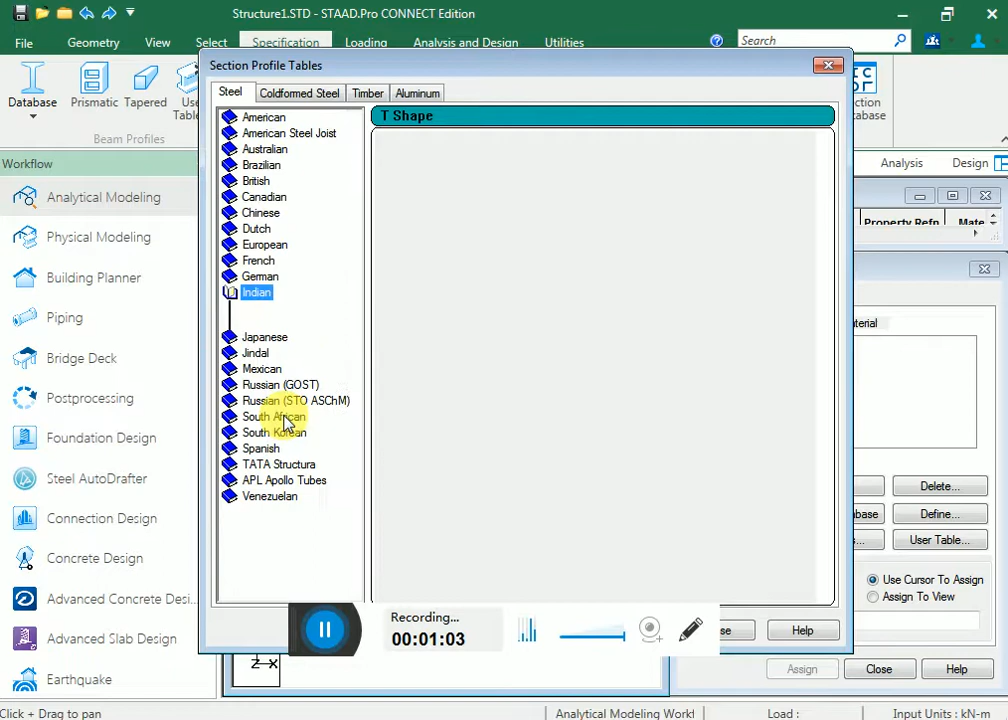 Structure1.STD - STAAD.Pro CONNECT Edition
File
Geometry
View
Select
Specification
Loading
Analysis and Design
Utilities
Search
Section Profile Tables
Database
Prismatic
Tapered
Beam Profiles
Steel
Coldformed Steel
Timber
Aluminum
T Shape
American
American Steel Joist
Australian
Brazilian
British
Canadian
Chinese
Dutch
European
French
German
Indian
Japanese
Jindal
Mexican
Russian (GOST)
Russian (STO ASChM)
South African
South Korean
Spanish
TATA Structura
APL Apollo Tubes
Venezuelan
Workflow
Analytical Modeling
Physical Modeling
Building Planner
Piping
Bridge Deck
Postprocessing
Foundation Design
Steel AutoDrafter
Connection Design
Concrete Design
Advanced Concrete Desi...
Advanced Slab Design
Earthquake
Analysis
Design
Property Refn
Mate
Delete...
Define...
User Table...
Use Cursor To Assign
Assign To View
Recording...
00:01:03
Help
Assign
Close
Help
Z X
Click + Drag to pan
Analytical Modeling Workf
Load :
Input Units : kN-m